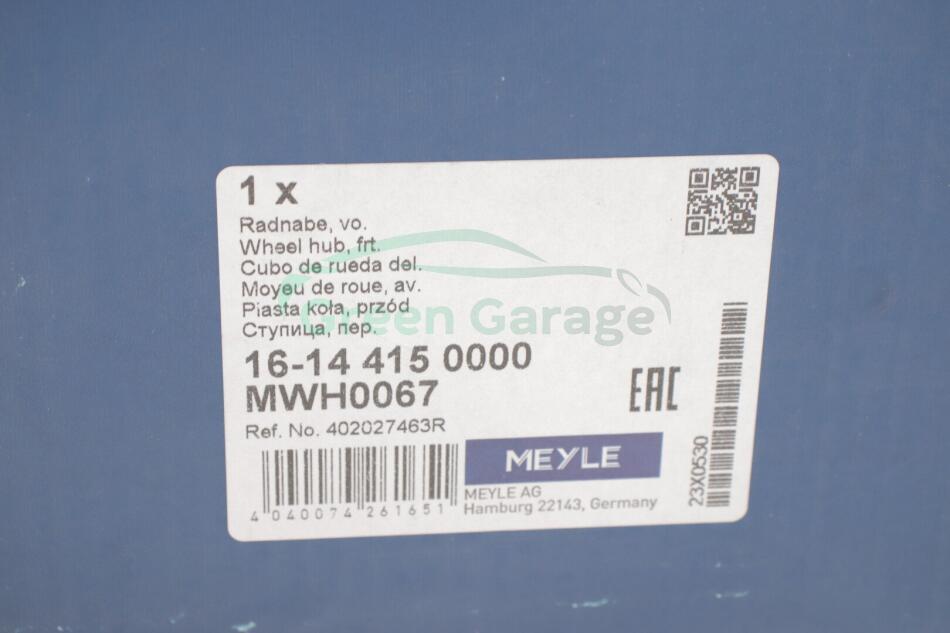 1 x
Radnabe, vo.
Wheel hub, frt.
Cubo de rueda del.
Moyeu de roue, av.
Piasta koła, przód
Ступица, пер.
Green Garage
16-14 415 0000
MWH0067
EAC
Ref. No. 402027463R
MEYLE
MEYLE AG
Hamburg 22143, Germany
4 040074 261651
23X0530